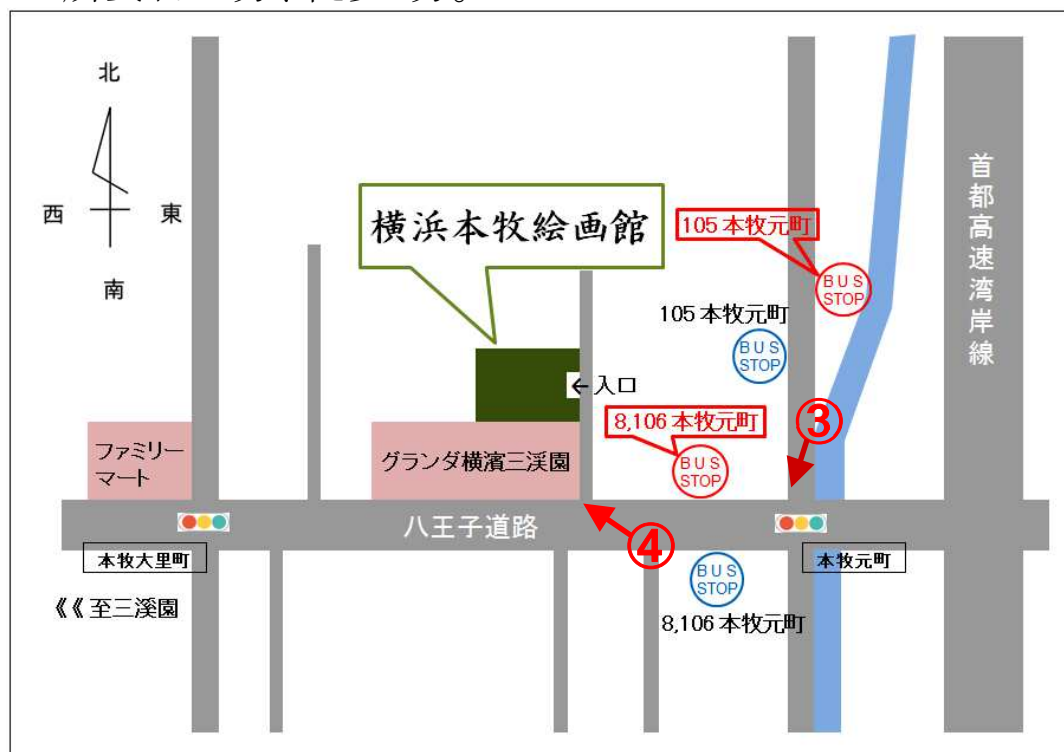 北
西
東
南
横浜本牧絵画館
105 本牧元町
BUS
STOP
105 本牧元町
BUS
STOP
首都高速湾岸線
←入口
8,106 本牧元町
BUS
STOP
③
ファミリー
マート
グランダ横濱三渓園
八王子道路
④
本牧大里町
本牧元町
BUS
STOP
《《至三渓園
8,106 本牧元町